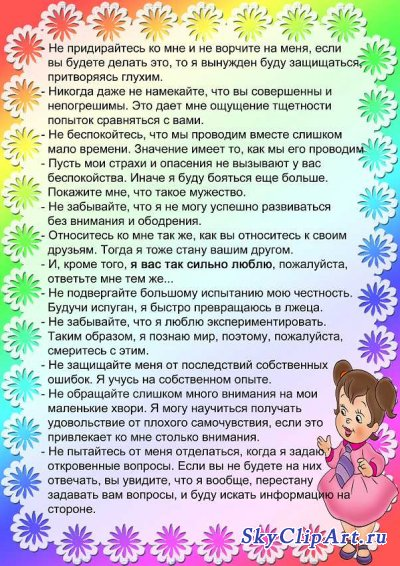 - Не придирайтесь ко мне и не ворчите на меня, если
вы будете делать это, то я вынужден буду защищаться,
притворяясь глухим.
- Никогда даже не намекайте, что вы совершенны и
непогрешимы. Это дает мне ощущение тщетности
попыток сравняться с вами.
- Не беспокойтесь, что мы проводим вместе слишком
мало времени. Значение имеет то, как мы его проводим.
- Пусть мои страхи и опасения не вызывают у вас
беспокойства. Иначе я буду бояться еще больше.
Покажите мне, что такое мужество.
- Не забывайте, что я не могу успешно развиваться
без внимания и ободрения.
- Относитесь ко мне так же, как вы относитесь к своим
друзьям. Тогда я тоже стану вашим другом.
- И, кроме того, я вас так сильно люблю, пожалуйста,
ответьте мне тем же...
- Не подвергайте большому испытанию мою честность.
Будучи испуган, я быстро превращаюсь в лжеца.
- Не забывайте, что я люблю экспериментировать.
Таким образом, я познаю мир, поэтому, пожалуйста,
смеритесь с этим.
- Не защищайте меня от последствий собственных
ошибок. Я учусь на собственном опыте.
- Не обращайте слишком много внимания на мои
маленькие хвори. Я могу научиться получать
удовольствие от плохого самочувствия, если это
привлекает ко мне столько внимания.
- Не пытайтесь от меня отделаться, когда я задаю
откровенные вопросы. Если вы не будете на них
отвечать, вы увидите, что я вообще, перестану
задавать вам вопросы, и буду искать информацию на
стороне.
SkyClipArt.ru